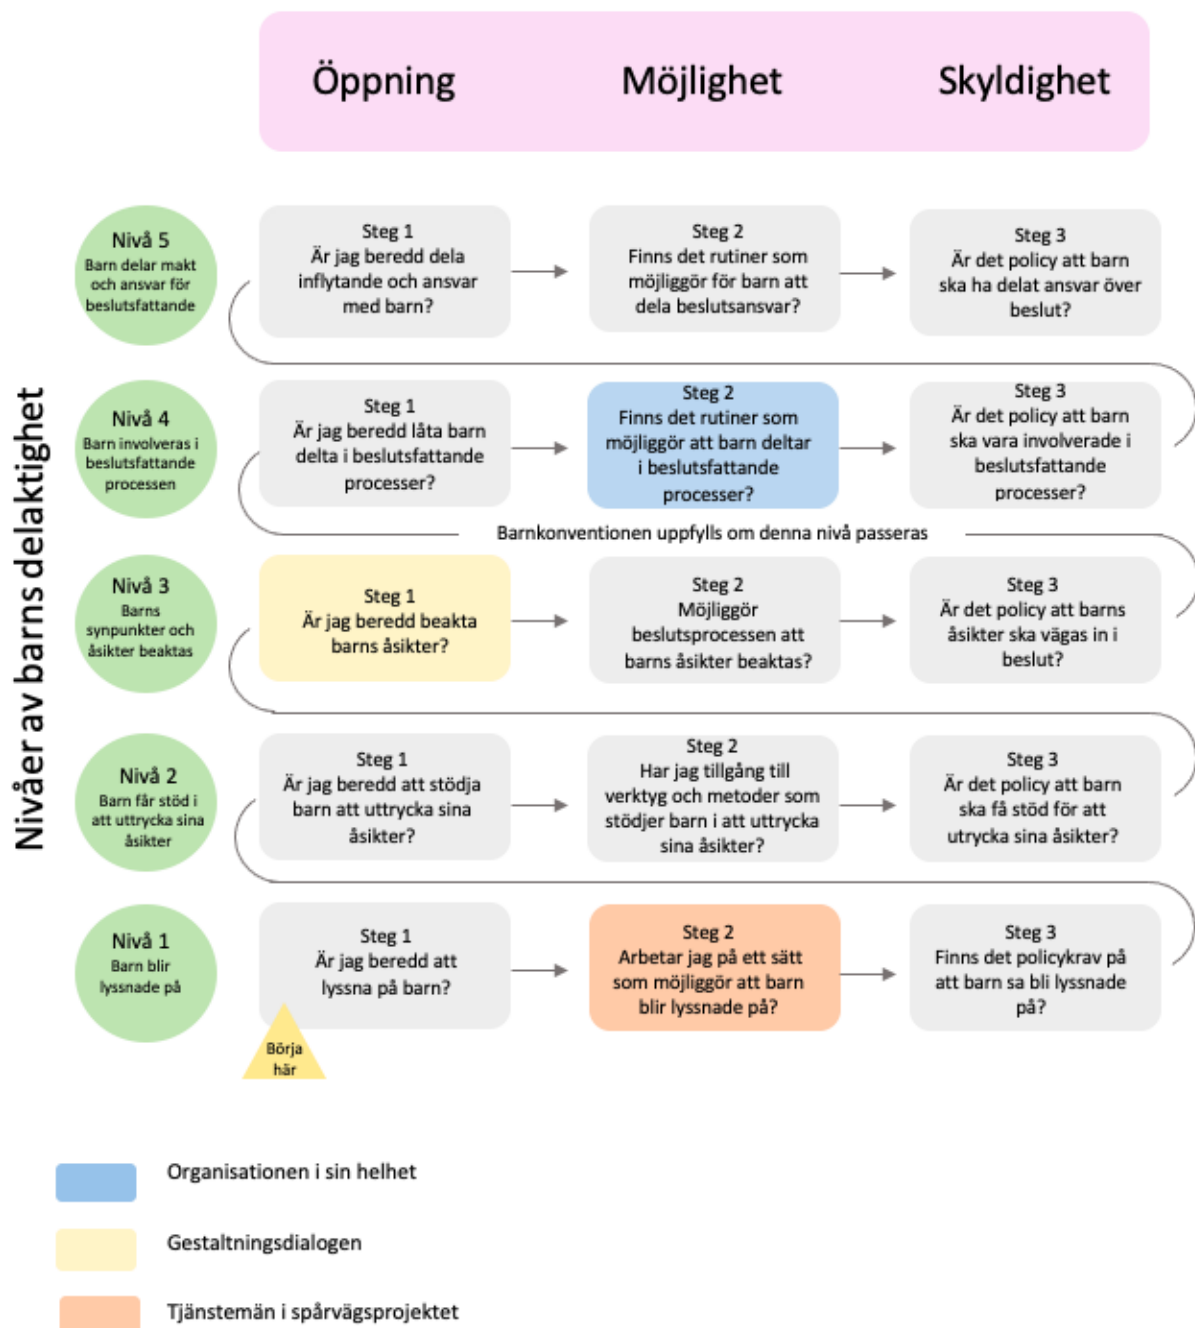 Öppning
Möjlighet
Skyldighet
Nivåer av barns delaktighet
Nivå 5
Barn delar makt
och ansvar för
beslutsfattande
Steg 1
Är jag beredd dela
inflytande och ansvar
med barn?
Steg 2
Finns det rutiner som
möjliggör för barn att
dela beslutsansvar?
Steg 3
Är det policy att barn
ska ha delat ansvar över
beslut?
Nivå 4
Barn involveras i
beslutsfattande
processen
Steg 1
Är jag beredd låta barn
delta i beslutsfattande
processer?
Steg 2
Finns det rutiner som
möjliggör att barn deltar
i beslutsfattande
processer?
Steg 3
Är det policy att barn
ska vara involverade i
beslutsfattande
processer?
Barnkonventionen uppfylls om denna nivå passeras
Nivå 3
Barns
synpunkter och
åsikter beaktas
Steg 1
Är jag beredd beakta
barns åsikter?
Steg 2
Möjliggör
beslutsprocessen att
barns åsikter beaktas?
Steg 3
Är det policy att barns
åsikter ska vägas in i
beslut?
Nivå 2
Barn får stöd i
att uttrycka sina
åsikter
Steg 1
Är jag beredd att stödja
barn att uttrycka sina
åsikter?
Steg 2
Har jag tillgång till
verktyg och metoder som
stödjer barn i att uttrycka
sina åsikter?
Steg 3
Är det policy att barn
ska få stöd för att
utrycka sina åsikter?
Nivå 1
Barn blir
lyssnade på
Steg 1
Är jag beredd att
lyssna på barn?
Steg 2
Arbetar jag på ett sätt
som möjliggör att barn
blir lyssnade på?
Steg 3
Finns det policykrav på
att barn sa bli lyssnade
på?
Börja
här
Organisationen i sin helhet
Gestaltningsdialogen
Tjänstemän i spårvägsprojektet